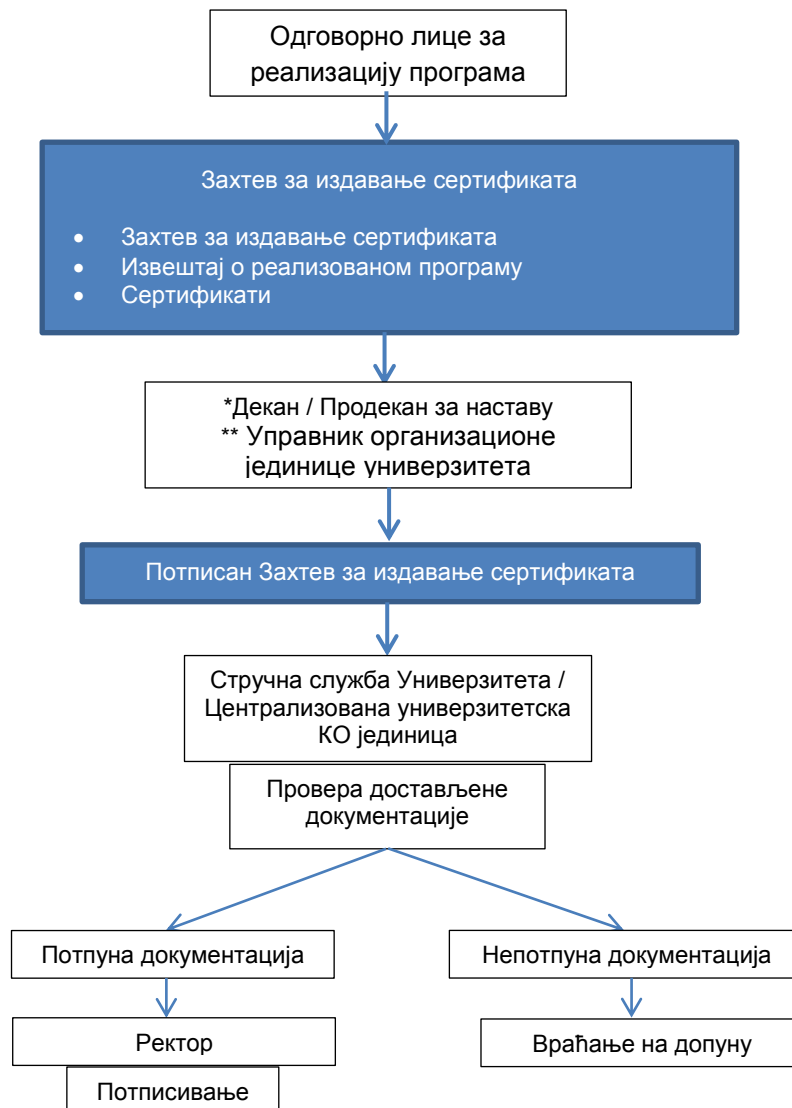 Одговорно лице за
реализацију програма
Захтев за издавање сертификата
• Захтев за издавање сертификата
• Извештај о реализованом програму
• Сертификати
*Декан / Продекан за наставу
** Управник организационе
јединице универзитета
Потписан Захтев за издавање сертификата
Стручна служба Универзитета /
Централизована универзитетска
КО јединица
Провера достављене
документације
Потпуна документација
Непотпуна документација
Ректор
Враћање на допуну
Потписивање